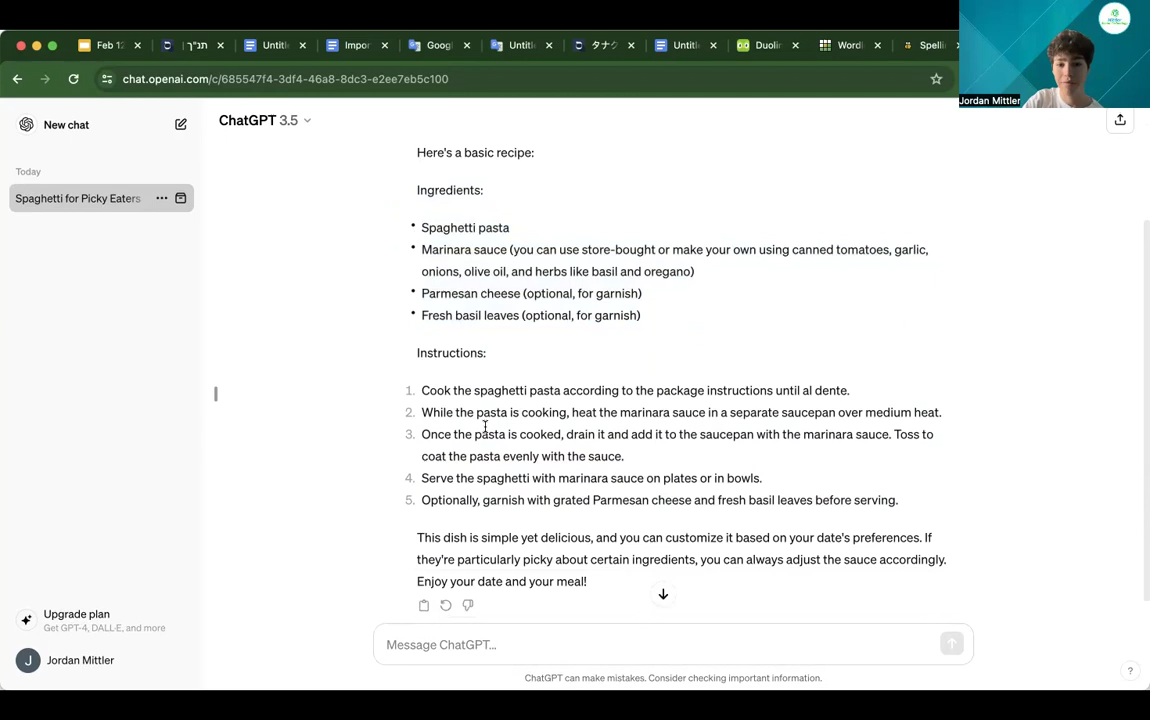 Feb 12
תנ"ך
Untitl
Impor
Googl
Untitl
タナク
Untitl
Duolin
Wordl
Spelli
chat.openai.com/c/685547f4-3df4-46a8-8dc3-e2ee7eb5c100
Jordan Mittler
New chat
ChatGPT 3.5
Today
Spaghetti for Picky Eaters
Here's a basic recipe:
Ingredients:
• Spaghetti pasta
• Marinara sauce (you can use store-bought or make your own using canned tomatoes, garlic,
onions, olive oil, and herbs like basil and oregano)
• Parmesan cheese (optional, for garnish)
• Fresh basil leaves (optional, for garnish)
Instructions:
1. Cook the spaghetti pasta according to the package instructions until al dente.
2. While the pasta is cooking, heat the marinara sauce in a separate saucepan over medium heat.
3. Once the pasta is cooked, drain it and add it to the saucepan with the marinara sauce. Toss to
coat the pasta evenly with the sauce.
4. Serve the spaghetti with marinara sauce on plates or in bowls.
5. Optionally, garnish with grated Parmesan cheese and fresh basil leaves before serving.
This dish is simple yet delicious, and you can customize it based on your date's preferences. If
they're particularly picky about certain ingredients, you can always adjust the sauce accordingly.
Enjoy your date and your meal!
Upgrade plan
Get GPT-4, DALL·E, and more
J Jordan Mittler
Message ChatGPT...
ChatGPT can make mistakes. Consider checking important information.
?